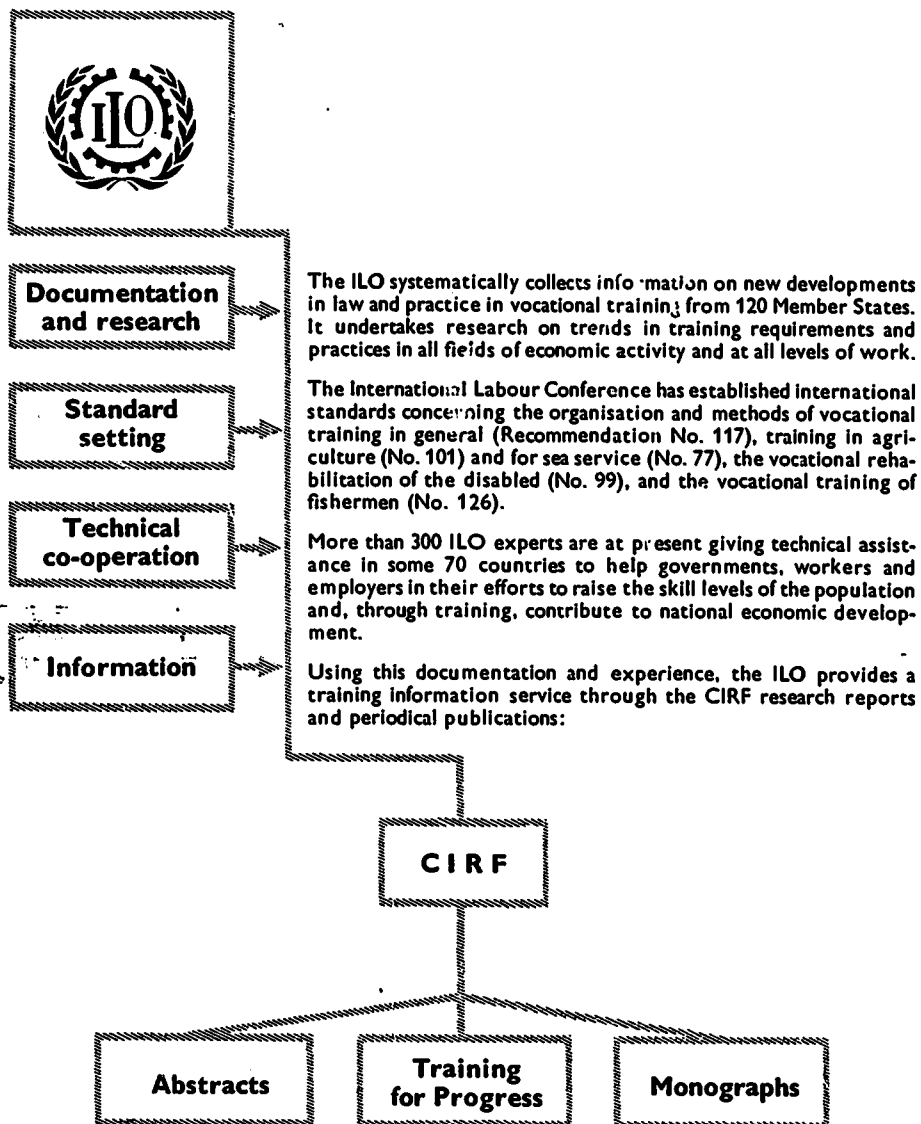 ILO
Documentation
and research
The ILO systematically collects information on new developments
in law and practice in vocational training from 120 Member States.
It undertakes research on trends in training requirements and
practices in all fields of economic activity and at all levels of work.
Standard
setting
The International Labour Conference has established international
standards concerning the organisation and methods of vocational
training in general (Recommendation No. 117), training in agri-
culture (No. 101) and for sea service (No. 77), the vocational reha-
bilitation of the disabled (No. 99), and the vocational training of
fishermen (No. 126).
Technical
co-operation
More than 300 ILO experts are at present giving technical assist-
ance in some 70 countries to help governments, workers and
employers in their efforts to raise the skill levels of the population
and, through training, contribute to national economic develop-
ment.
Information
Using this documentation and experience, the ILO provides a
training information service through the CIRF research reports
and periodical publications:
CIRF
Abstracts
Training
for Progress
Monographs